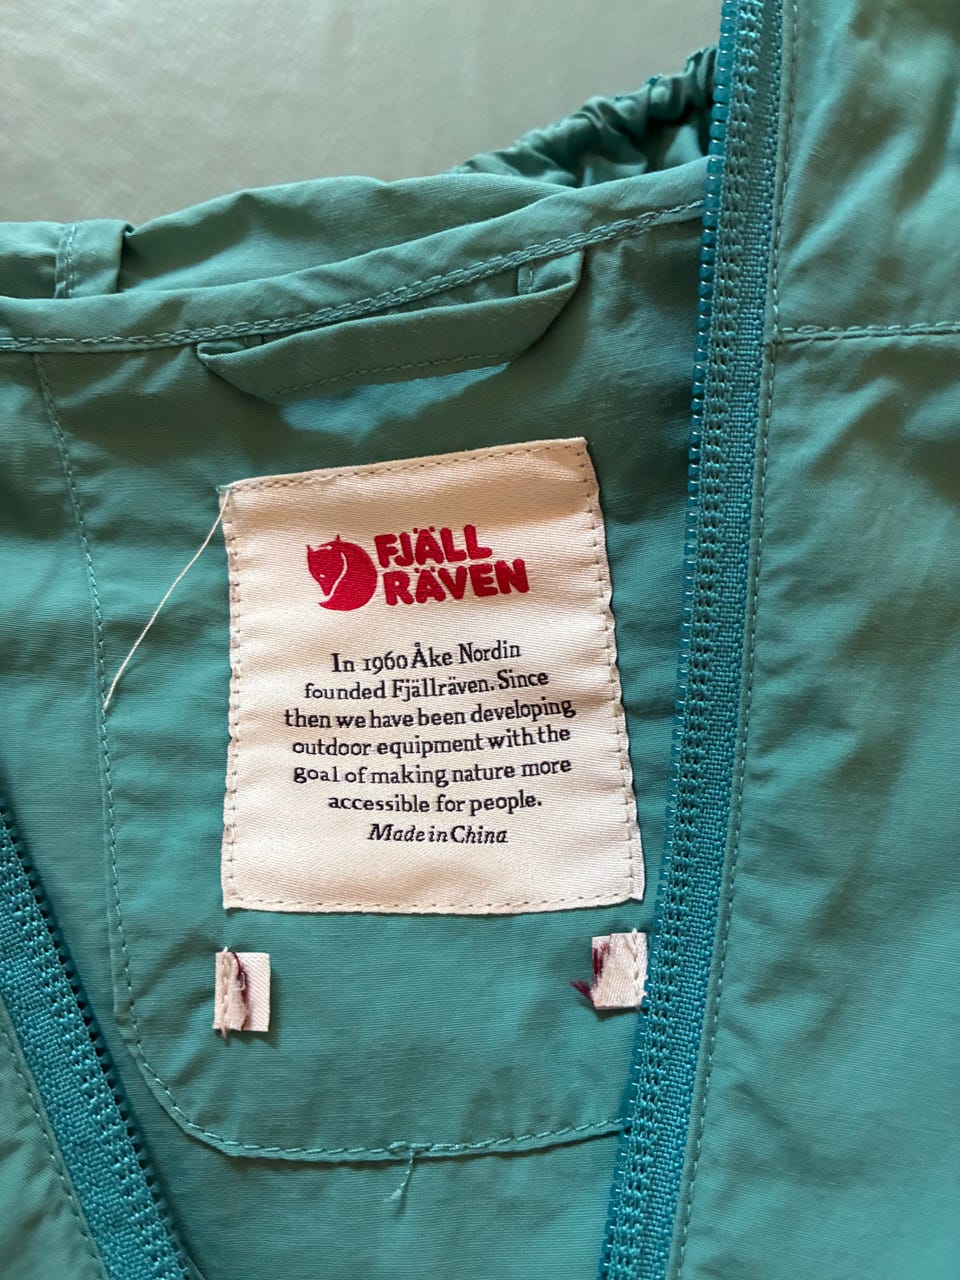 FJÄLL
RÄVEN
In 1960 Åke Nordin
founded Fjällräven. Since
then we have been developing
outdoor equipment with the
goal of making nature more
accessible for people.
Made in China